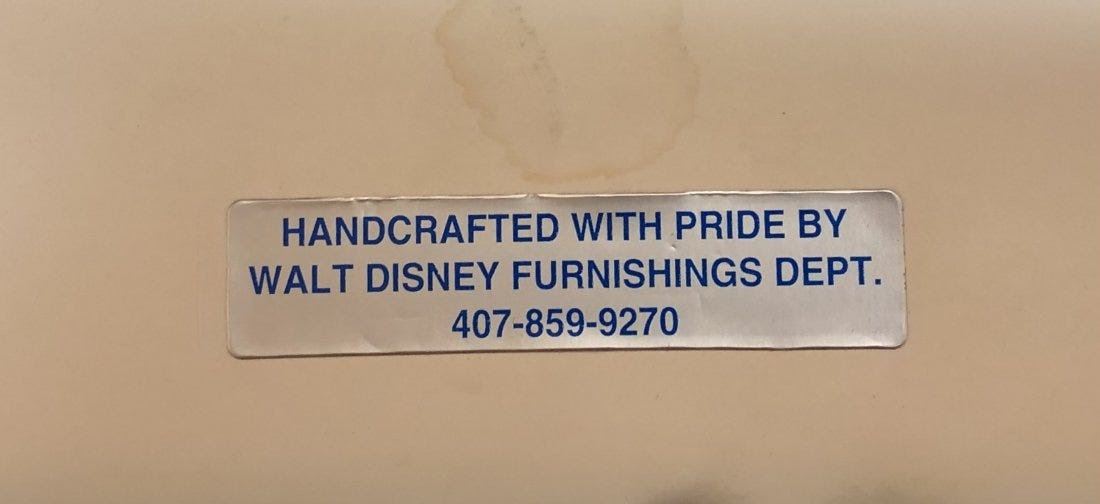 HANDCRAFTED WITH PRIDE BY
WALT DISNEY FURNISHINGS DEPT.
407-859-9270